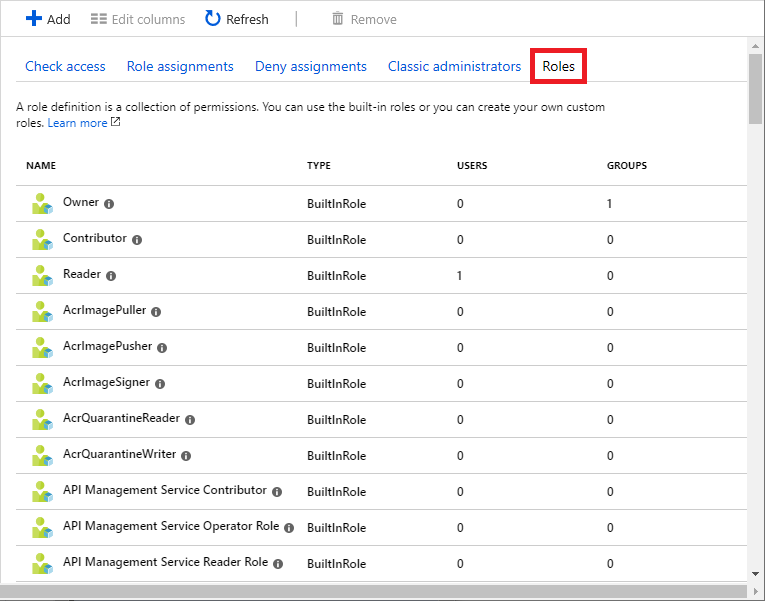 Add Edit columns Refresh Remove
Check access Role assignments Deny assignments Classic administrators Roles
A role definition is a collection of permissions. You can use the built-in roles or you can create your own custom
roles. Learn more
NAME TYPE USERS GROUPS
Owner BuiltInRole 0 1
Contributor BuiltInRole 0 0
Reader BuiltInRole 1 0
AcrImagePuller BuiltInRole 0 0
AcrImagePusher BuiltInRole 0 0
AcrImageSigner BuiltInRole 0 0
AcrQuarantineReader BuiltInRole 0 0
AcrQuarantineWriter BuiltInRole 0 0
API Management Service Contributor BuiltInRole 0 0
API Management Service Operator Role BuiltInRole 0 0
API Management Service Reader Role BuiltInRole 0 0